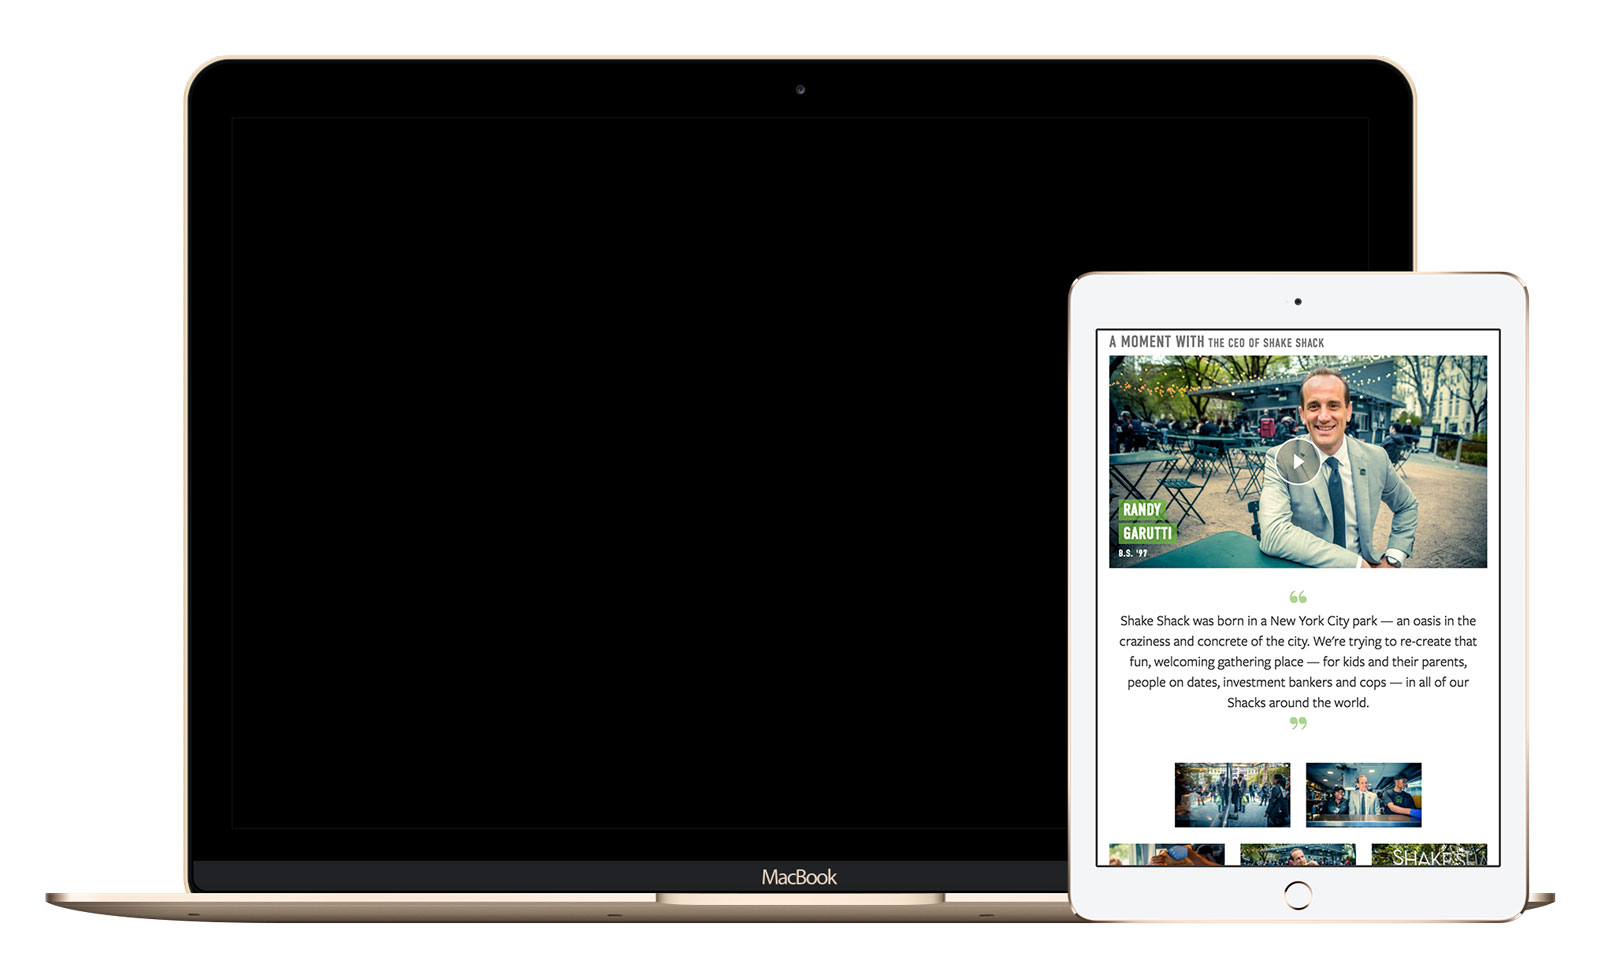 A MOMENT WITH THE CEO OF SHAKE SHACK
RANDY
GARUTTI
B.S. '97
“
Shake Shack was born in a New York City park — an oasis in the
craziness and concrete of the city. We're trying to re-create that
fun, welcoming gathering place — for kids and their parents,
people on dates, investment bankers and cops — in all of our
Shacks around the world.
”
SHAKE SHA
MacBook